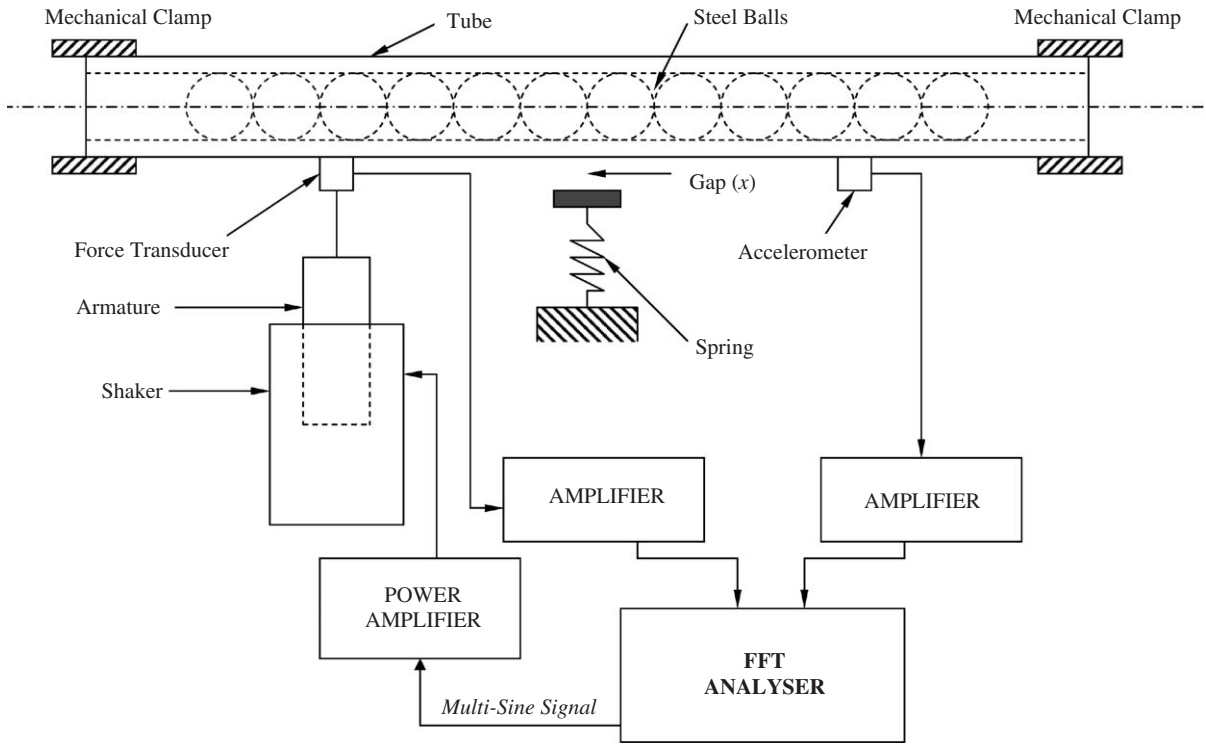 Mechanical Clamp
Tube
Steel Balls
Mechanical Clamp
Gap (x)
Force Transducer
Accelerometer
Armature
Spring
Shaker
AMPLIFIER
AMPLIFIER
POWER
AMPLIFIER
FFT
ANALYSER
Multi-Sine Signal